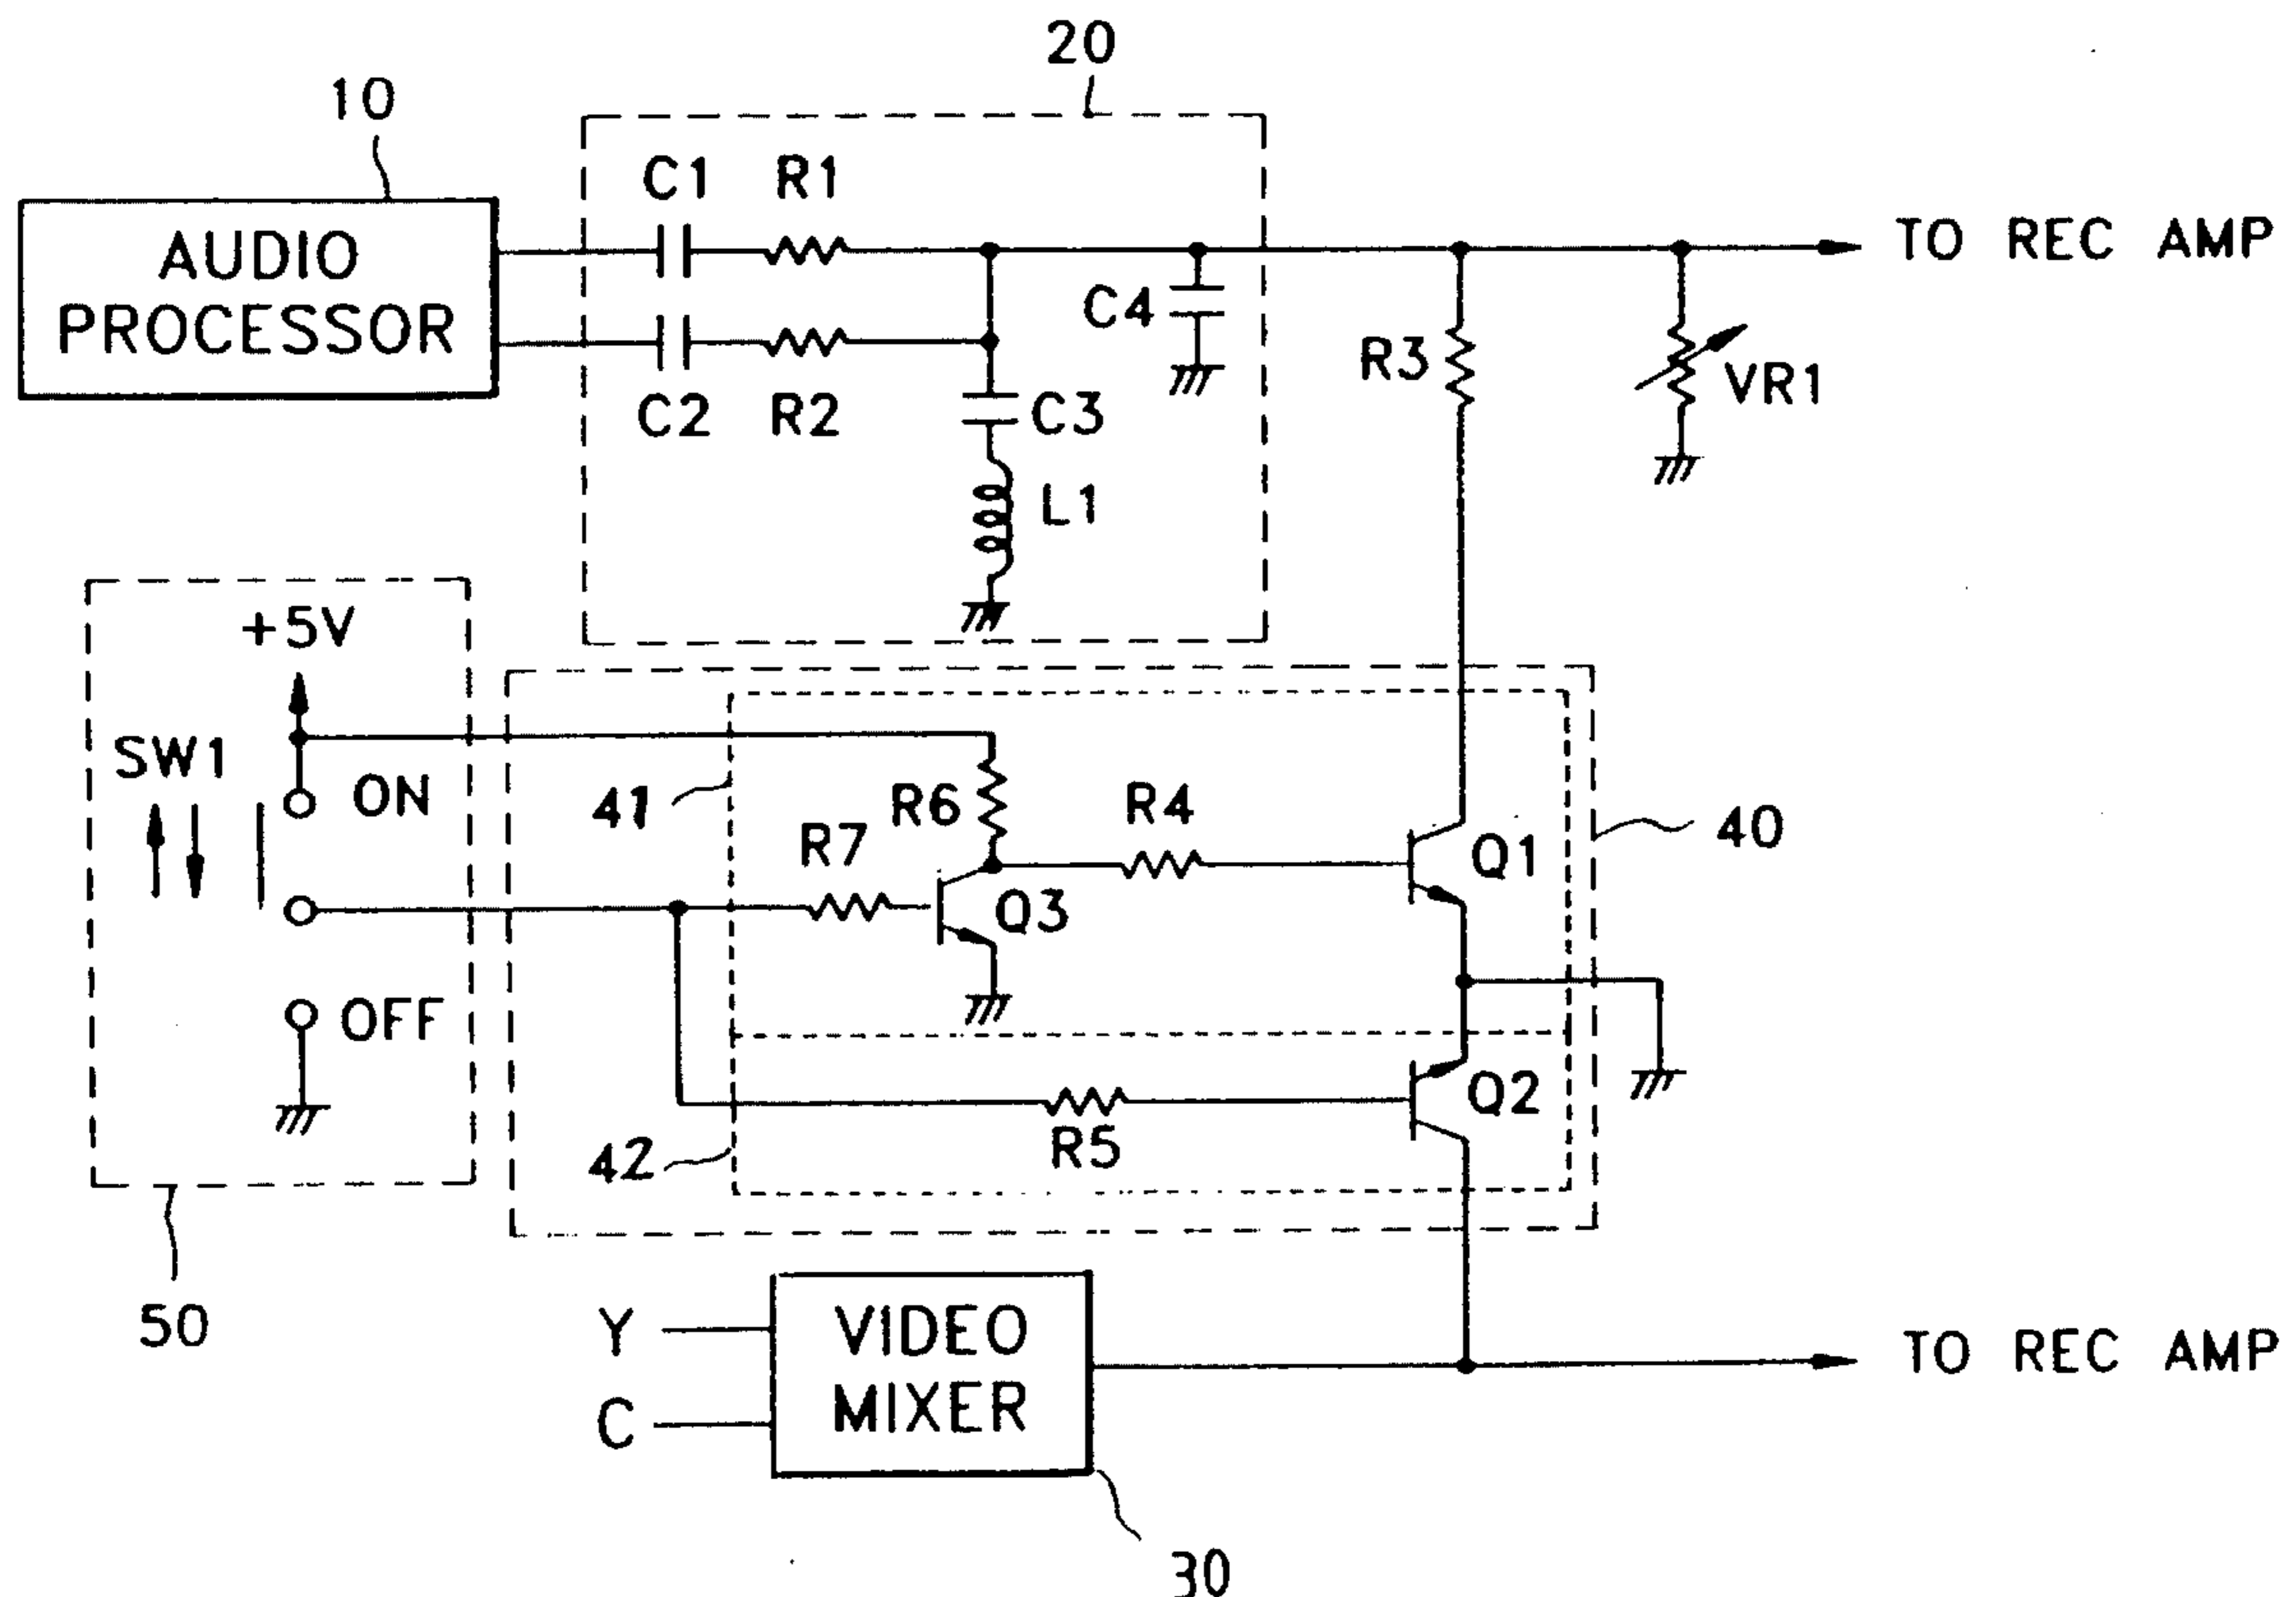 20
10
C1 R1
AUDIO
PROCESSOR
TO REC AMP
C4
R3
VR1
C2 R2
C3
L1
+5V
SW1
ON
41
R6
R4
40
R7
Q1
Q3
OFF
Q2
42
R5
50
Y
VIDEO
MIXER
C
TO REC AMP
30